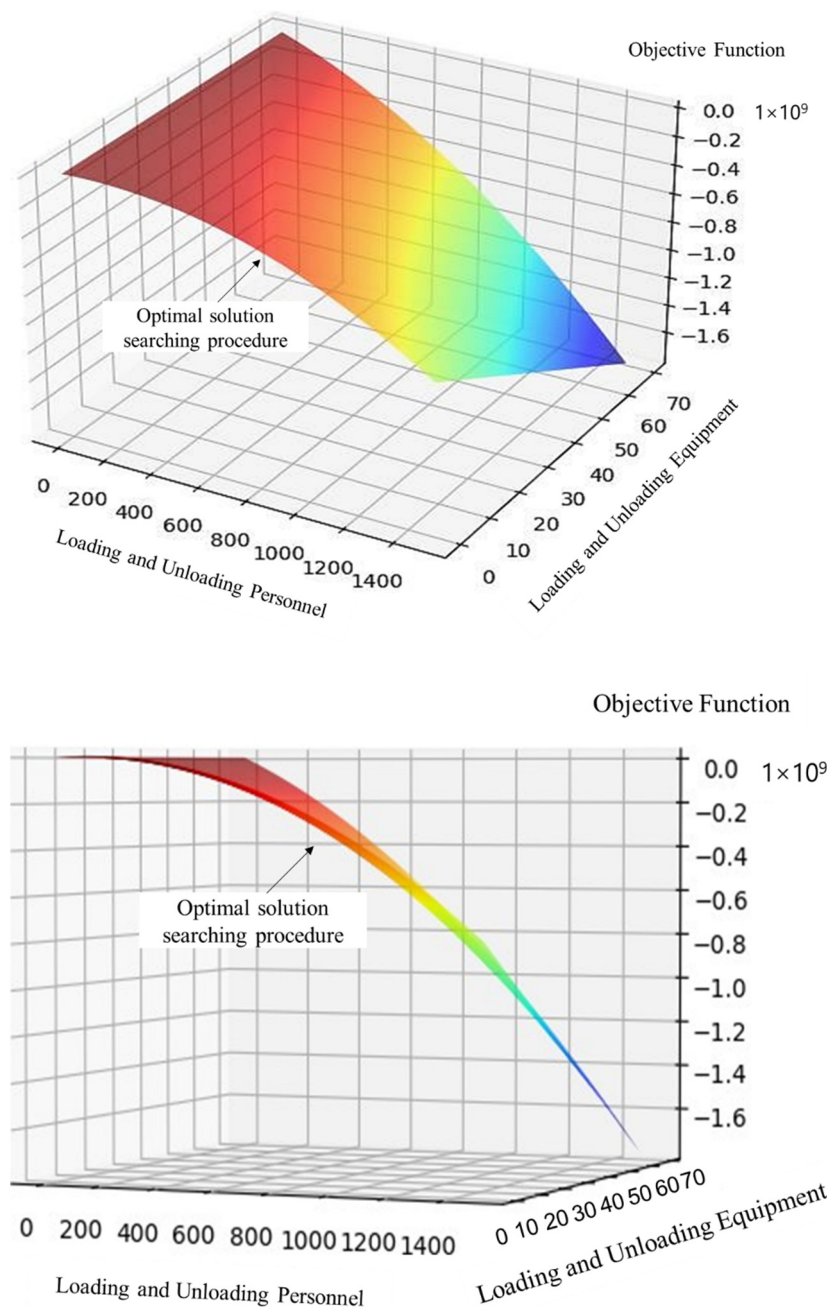 Objective Function
0.0 1×10⁹
−0.2
−0.4
−0.6
−0.8
−1.0
−1.2
−1.4
−1.6
Optimal solution
searching procedure
0 200 400 600 800 1000 1200 1400
Loading and Unloading Personnel
0 10 20 30 40 50 60 70
Loading and Unloading Equipment
Objective Function
0.0 1×10⁹
−0.2
−0.4
−0.6
−0.8
−1.0
−1.2
−1.4
−1.6
Optimal solution
searching procedure
0 200 400 600 800 1000 1200 1400
Loading and Unloading Personnel
0 10 20 30 40 50 60 70
Loading and Unloading Equipment